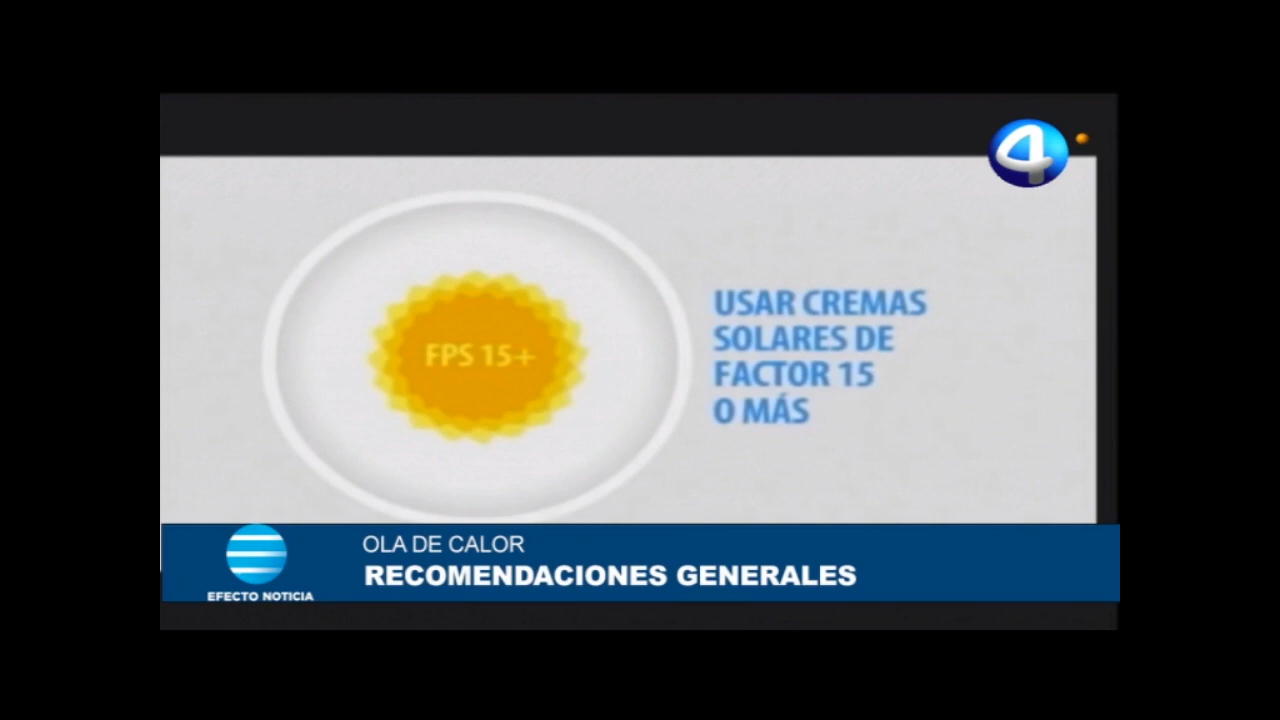 4
FPS 15+
USAR CREMAS
SOLARES DE
FACTOR 15
O MÁS
OLA DE CALOR
RECOMENDACIONES GENERALES
EFECTO NOTICIA